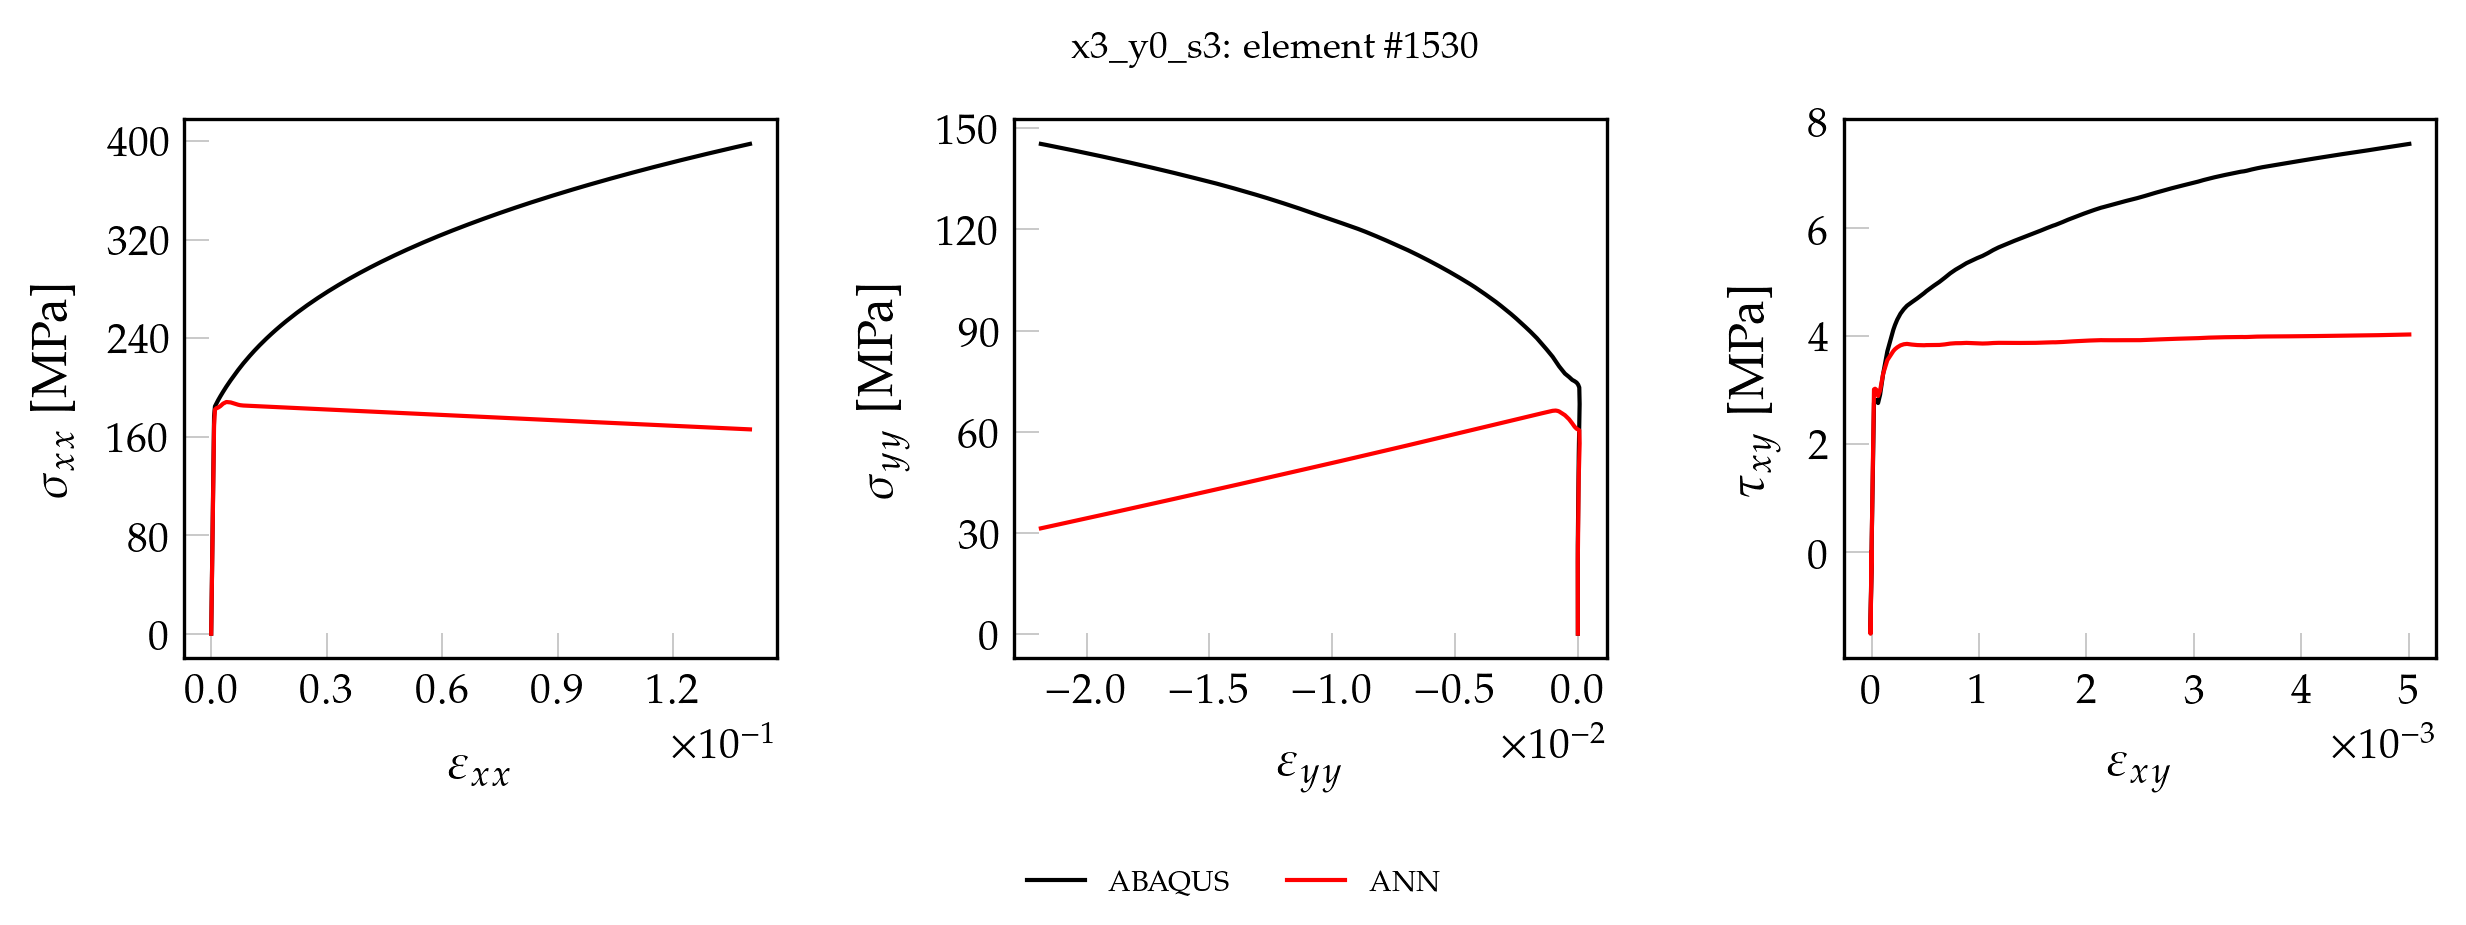 x3_y0_s3: element #1530
400
320
240
160
80
0
σxx [MPa]
0.0 0.3 0.6 0.9 1.2
×10−1
εxx
150
120
90
60
30
0
σyy [MPa]
−2.0 −1.5 −1.0 −0.5 0.0
×10−2
εyy
8
6
4
2
0
τxy [MPa]
0 1 2 3 4 5
×10−3
εxy
ABAQUS ANN